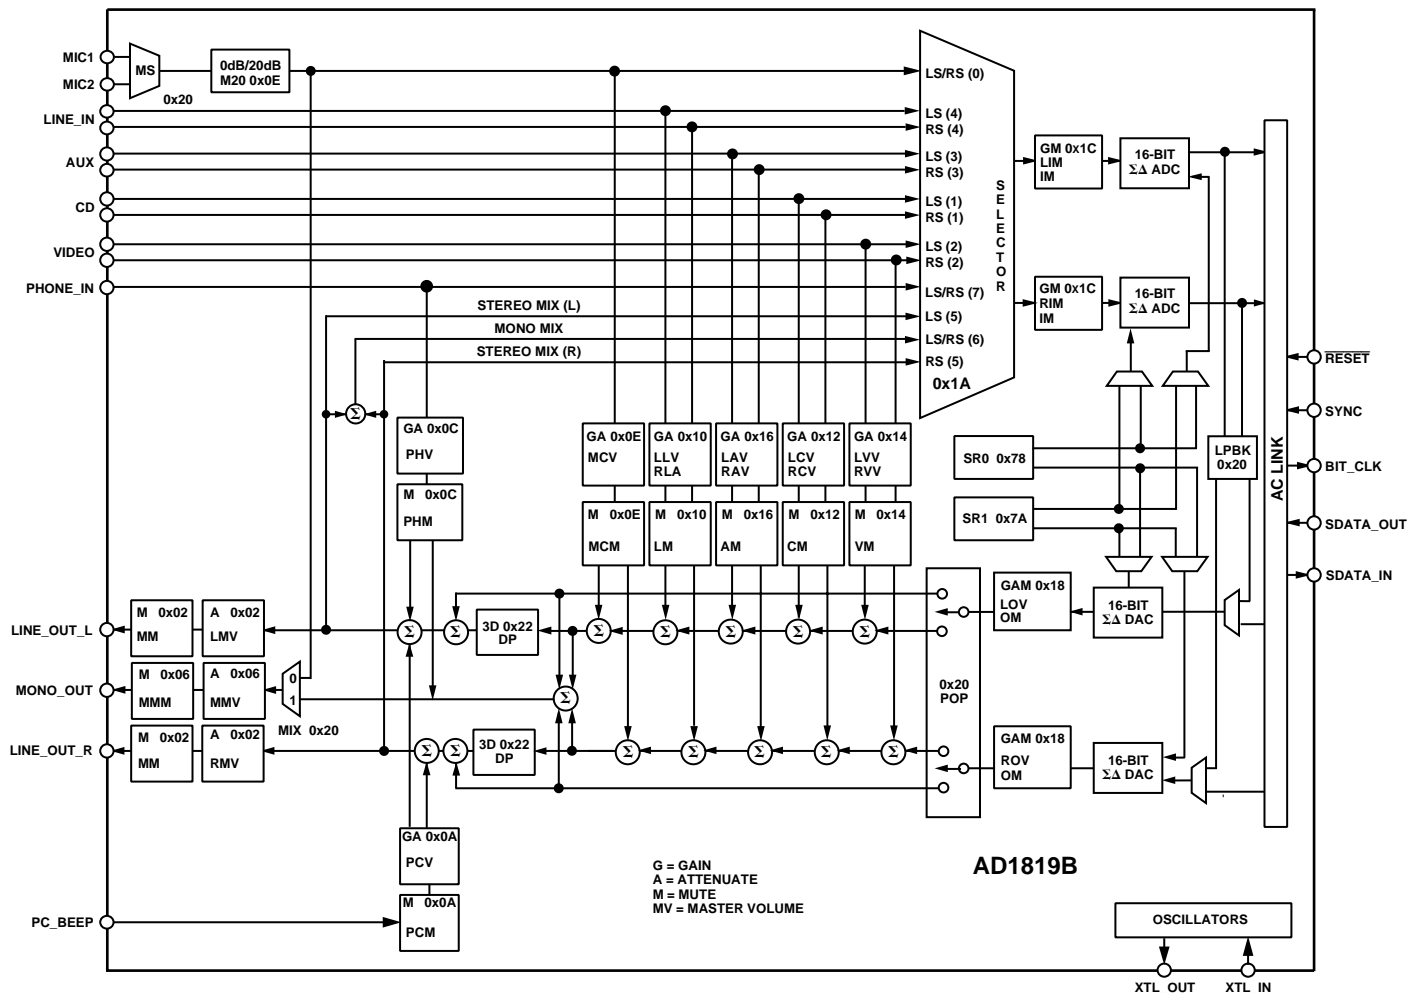 MIC1
MIC2
MS
0x20
0dB/20dB
M20 0x0E
LINE_IN
AUX
CD
VIDEO
PHONE_IN
STEREO MIX (L)
MONO MIX
STEREO MIX (R)
LS/RS (0)
LS (4)
RS (4)
LS (3)
RS (3)
LS (1)
RS (1)
LS (2)
RS (2)
LS/RS (7)
LS (5)
LS/RS (6)
RS (5)
0x1A
SELECTOR
GM 0x1C
LIM
IM
16-BIT
ΣΔ ADC
GM 0x1C
RIM
IM
16-BIT
ΣΔ ADC
AC LINK
RESET
SYNC
BIT_CLK
SDATA_OUT
SDATA_IN
LPBK
0x20
SR0 0x78
SR1 0x7A
Σ
GA 0x0C
PHV
M 0x0C
PHM
GA 0x0E
MCV
GA 0x10
LLV
RLA
GA 0x16
LAV
RAV
GA 0x12
LCV
RCV
GA 0x14
LVV
RVV
M 0x0E
MCM
M 0x10
LM
M 0x16
AM
M 0x12
CM
M 0x14
VM
LINE_OUT_L
M 0x02
MM
A 0x02
LMV
Σ
Σ
3D 0x22
DP
Σ
Σ
Σ
Σ
Σ
GAM 0x18
LOV
OM
16-BIT
ΣΔ DAC
MONO_OUT
M 0x06
MMM
A 0x06
MMV
0
1
MIX 0x20
Σ
0x20
POP
LINE_OUT_R
M 0x02
MM
A 0x02
RMV
Σ
Σ
3D 0x22
DP
Σ
Σ
Σ
Σ
Σ
GAM 0x18
ROV
OM
16-BIT
ΣΔ DAC
GA 0x0A
PCV
M 0x0A
PCM
PC_BEEP
G = GAIN
A = ATTENUATE
M = MUTE
MV = MASTER VOLUME
AD1819B
OSCILLATORS
XTL_OUT
XTL_IN